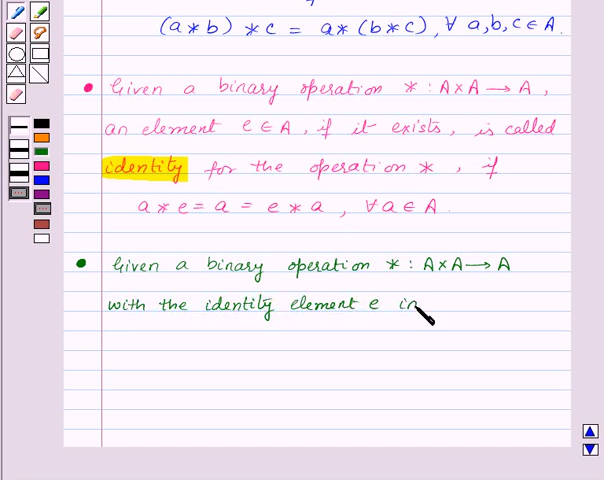 (a * b) * c = a * (b * c), ∀ a, b, c ∈ A.
• Given a binary operation * : A × A → A,
an element e ∈ A, if it exists, is called
identity for the operation *, if
a * e = a = e * a, ∀ a ∈ A.
• Given a binary operation * : A × A → A
with the identity element e in